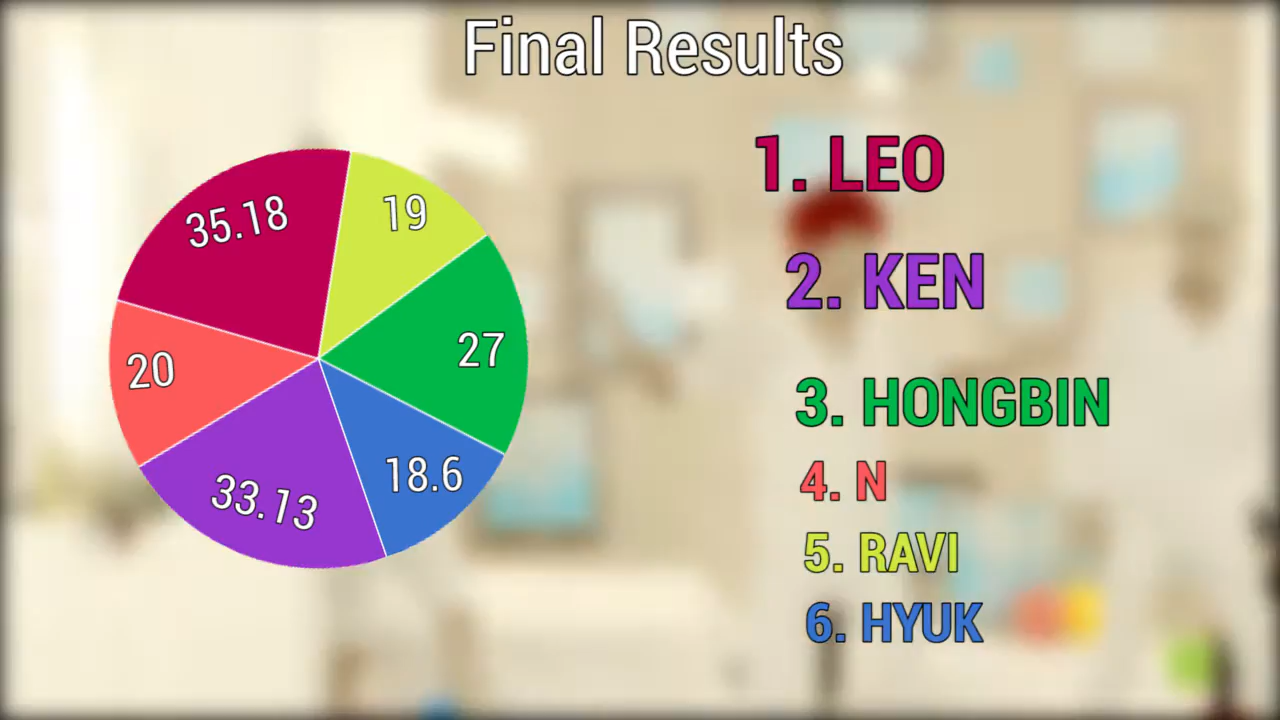 Final Results
35.18
19
27
18.6
33.13
20
1. LEO
2. KEN
3. HONGBIN
4. N
5. RAVI
6. HYUK